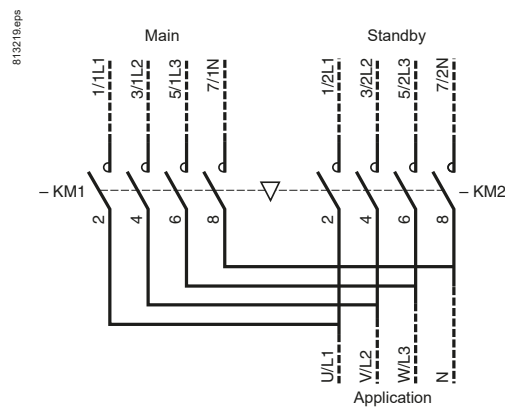 813219.eps
Main
Standby
1/1L1
3/1L2
5/1L3
7/1N
1/2L1
3/2L2
5/2L3
7/2N
– KM1
– KM2
2
4
6
8
2
4
6
8
U/L1
V/L2
W/L3
N
Application